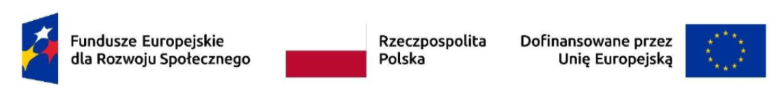 Fundusze Europejskie
dla Rozwoju Społecznego
Rzeczpospolita
Polska
Dofinansowane przez
Unię Europejską